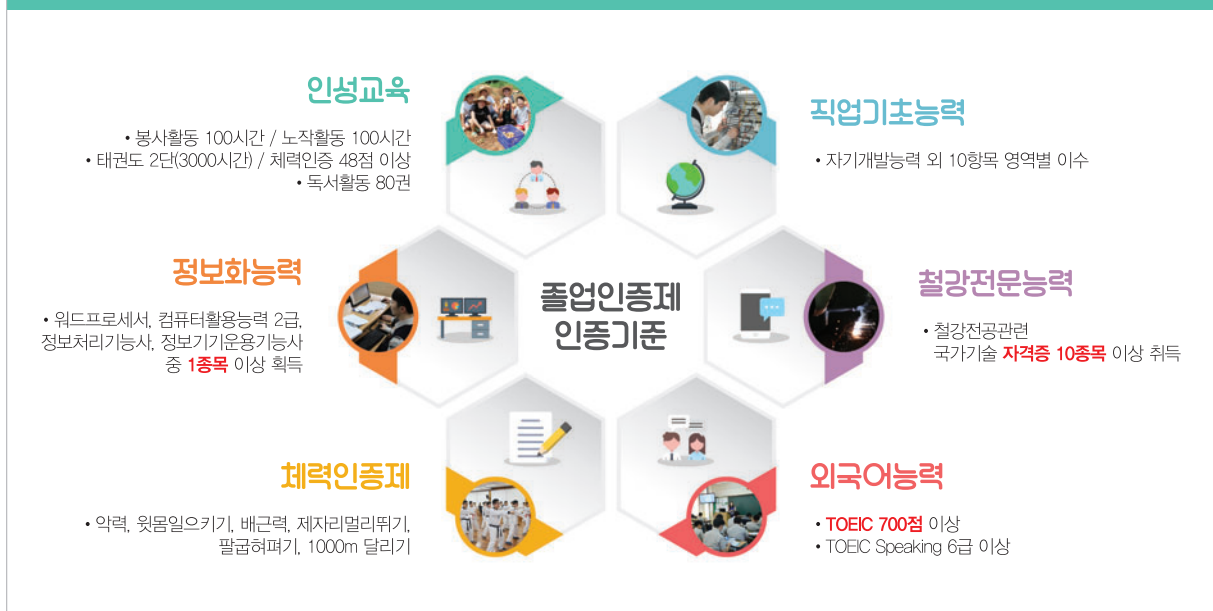 인성교육
• 봉사활동 100시간 / 노작활동 100시간
• 태권도 2단(3000시간) / 체력인증 48점 이상
• 독서활동 80권
직업기초능력
• 자기개발능력 외 10항목 영역별 이수
정보화능력
• 워드프로세서, 컴퓨터활용능력 2급,
정보처리기능사, 정보기기운용기능사
중 1종목 이상 획득
졸업인증제
인증기준
철강전문능력
• 철강전공관련
국가기술 자격증 10종목 이상 취득
체력인증제
• 악력, 윗몸일으키기, 배근력, 제자리멀리뛰기,
팔굽혀펴기, 1000m 달리기
외국어능력
• TOEIC 700점 이상
• TOEIC Speaking 6급 이상